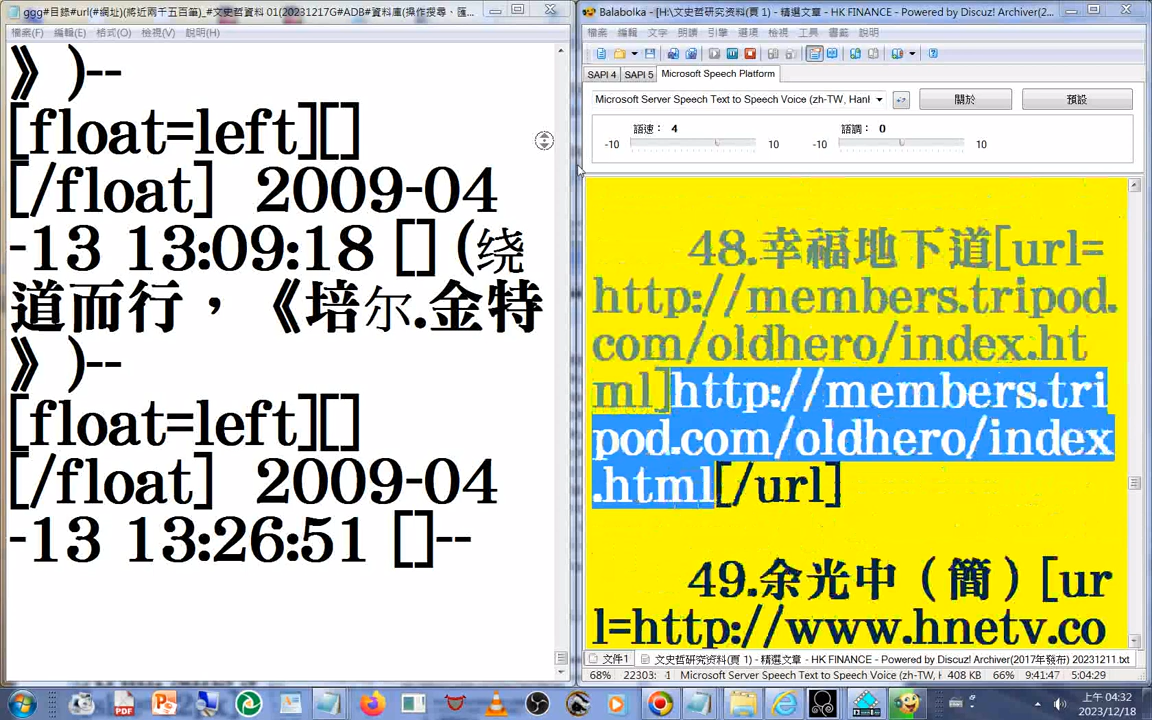 ggg#目錄#url(#網址)(將近兩千五百筆)_#文史哲資料 01(20231217G#ADB#資料庫(操作搜尋、匯...
檔案(F) 編輯(E) 格式(O) 檢視(V) 說明(H)
》)--
[float=left][]
[/float] 2009-04
-13 13:09:18 [] (绕
道而行，《培尔.金特
》)--
[float=left][]
[/float] 2009-04
-13 13:26:51 []--
Balabolka - [H:\文史哲研究资料(頁 1) - 精選文章 - HK FINANCE - Powered by Discuz! Archiver(2...
檔案 編輯 文字 朗讀 引擎 選項 檢視 工具 書籤 說明
SAPI 4 SAPI 5 Microsoft Speech Platform
Microsoft Server Speech Text to Speech Voice (zh-TW, Hanl
關於
預設
語速： 4
語調： 0
-10 10 -10 10
48.幸福地下道[url=
http://members.tripod.
com/oldhero/index.ht
ml]http://members.tri
pod.com/oldhero/index
.html[/url]
49.余光中（簡）[ur
l=http://www.hnetv.co
文件1 文史哲研究资料(頁 1) - 精選文章 - HK FINANCE - Powered by Discuz! Archiver(2017年發布) 20231211.txt
68% 22303: Microsoft Server Speech Text to Speech Voice (zh-TW, H 408 KB 66% 9:41:47 5:04:29
上午 04:32
2023/12/18